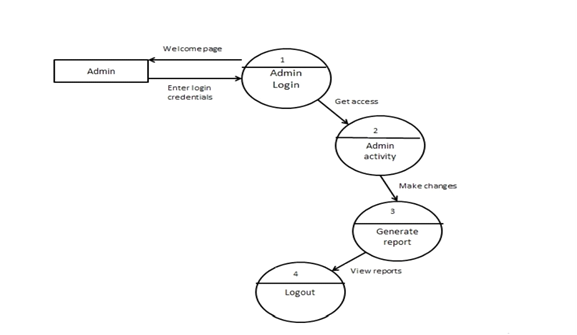 Welcome page
1
Admin
Admin
Login
Enter login
credentials
Get access
2
Admin
activity
Make changes
3
Generate
report
View reports
4
Logout